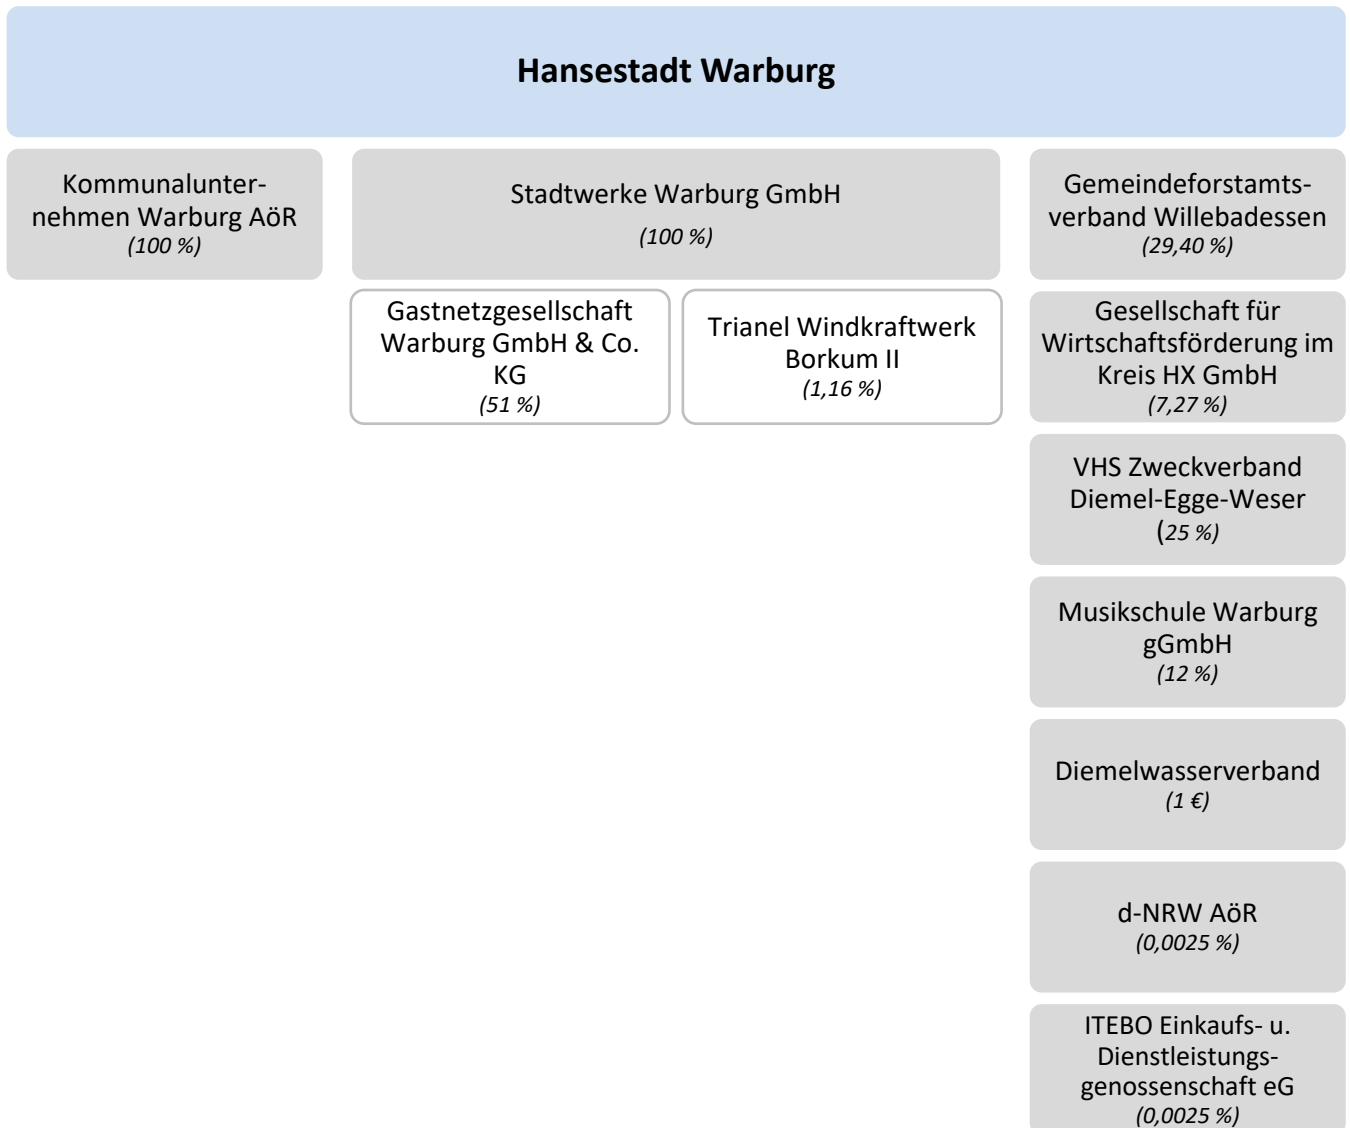 Hansestadt Warburg
Kommunalunter-
nehmen Warburg AöR
(100 %)
Stadtwerke Warburg GmbH
(100 %)
Gemeindeforstamts-
verband Willebadessen
(29,40 %)
Gastnetzgesellschaft
Warburg GmbH & Co.
KG
(51 %)
Trianel Windkraftwerk
Borkum II
(1,16 %)
Gesellschaft für
Wirtschaftsförderung im
Kreis HX GmbH
(7,27 %)
VHS Zweckverband
Diemel-Egge-Weser
(25 %)
Musikschule Warburg
gGmbH
(12 %)
Diemelwasserverband
(1 €)
d-NRW AöR
(0,0025 %)
ITEBO Einkaufs- u.
Dienstleistungs-
genossenschaft eG
(0,0025 %)